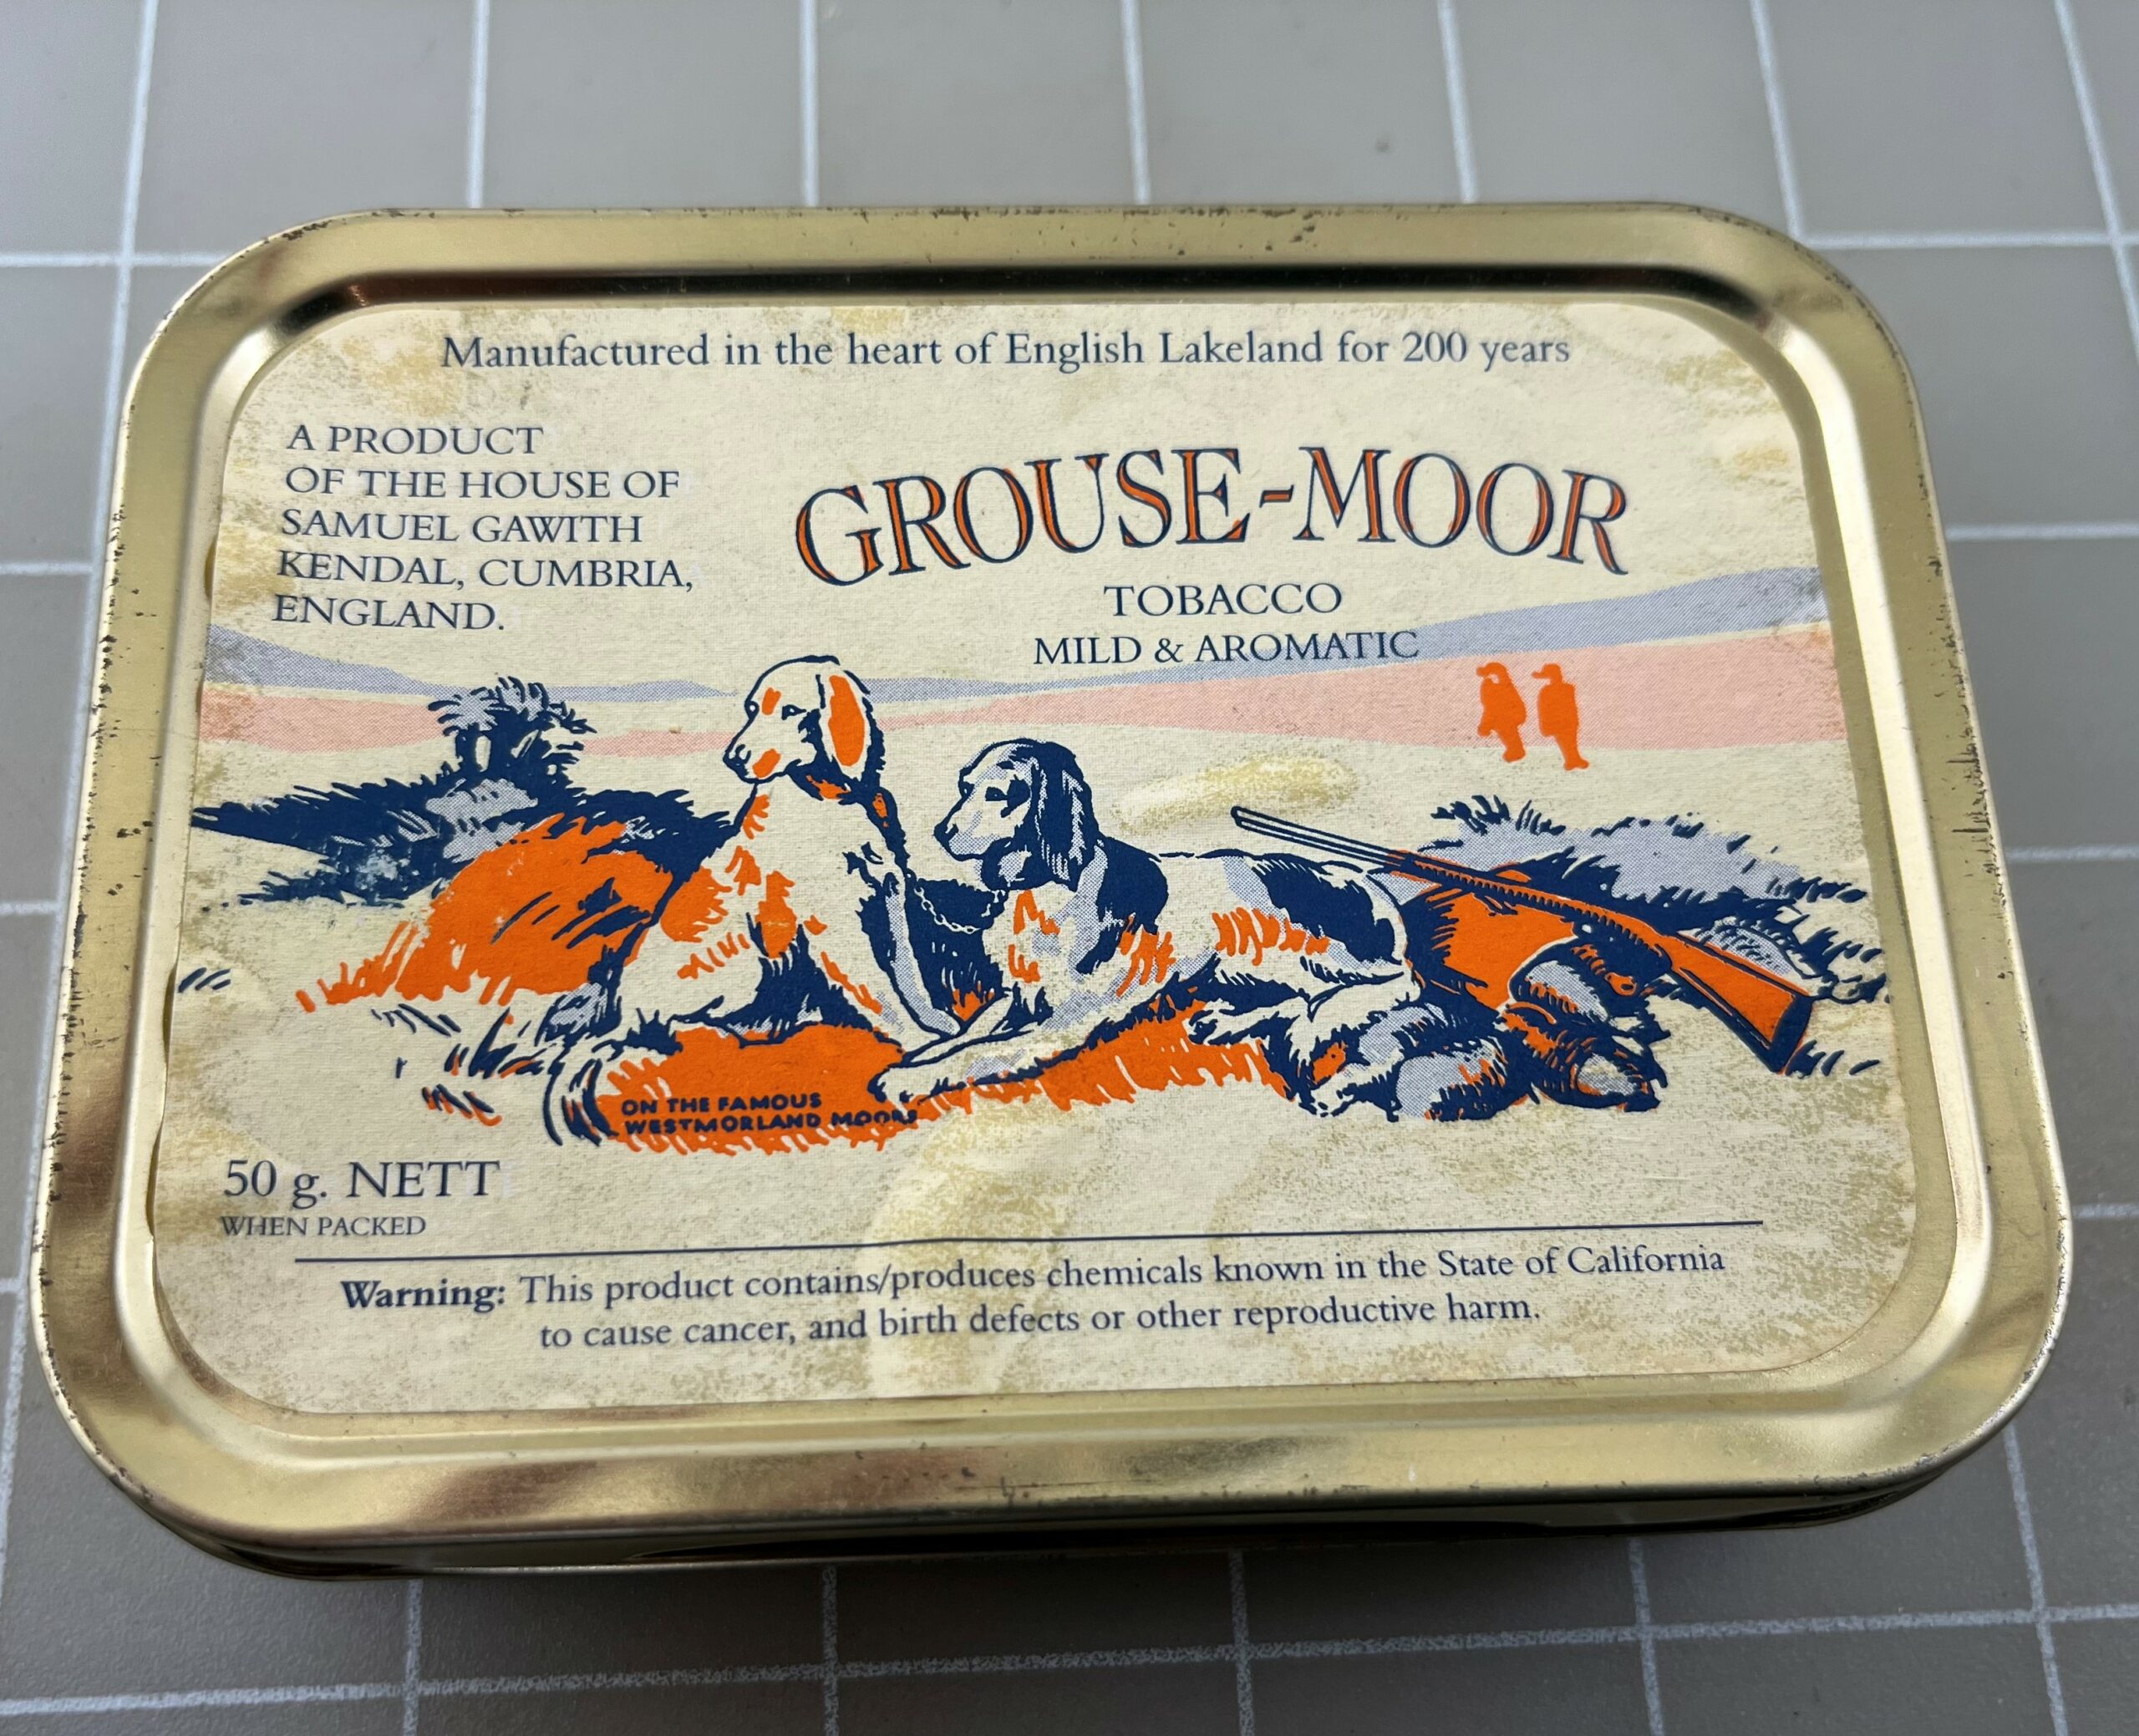 Manufactured in the heart of English Lakeland for 200 years
A PRODUCT
OF THE HOUSE OF
SAMUEL GAWITH
KENDAL, CUMBRIA,
ENGLAND.
GROUSE-MOOR
TOBACCO
MILD & AROMATIC
ON THE FAMOUS
WESTMORLAND MOORS
50 g. NETT
WHEN PACKED
Warning: This product contains/produces chemicals known in the State of California
to cause cancer, and birth defects or other reproductive harm.